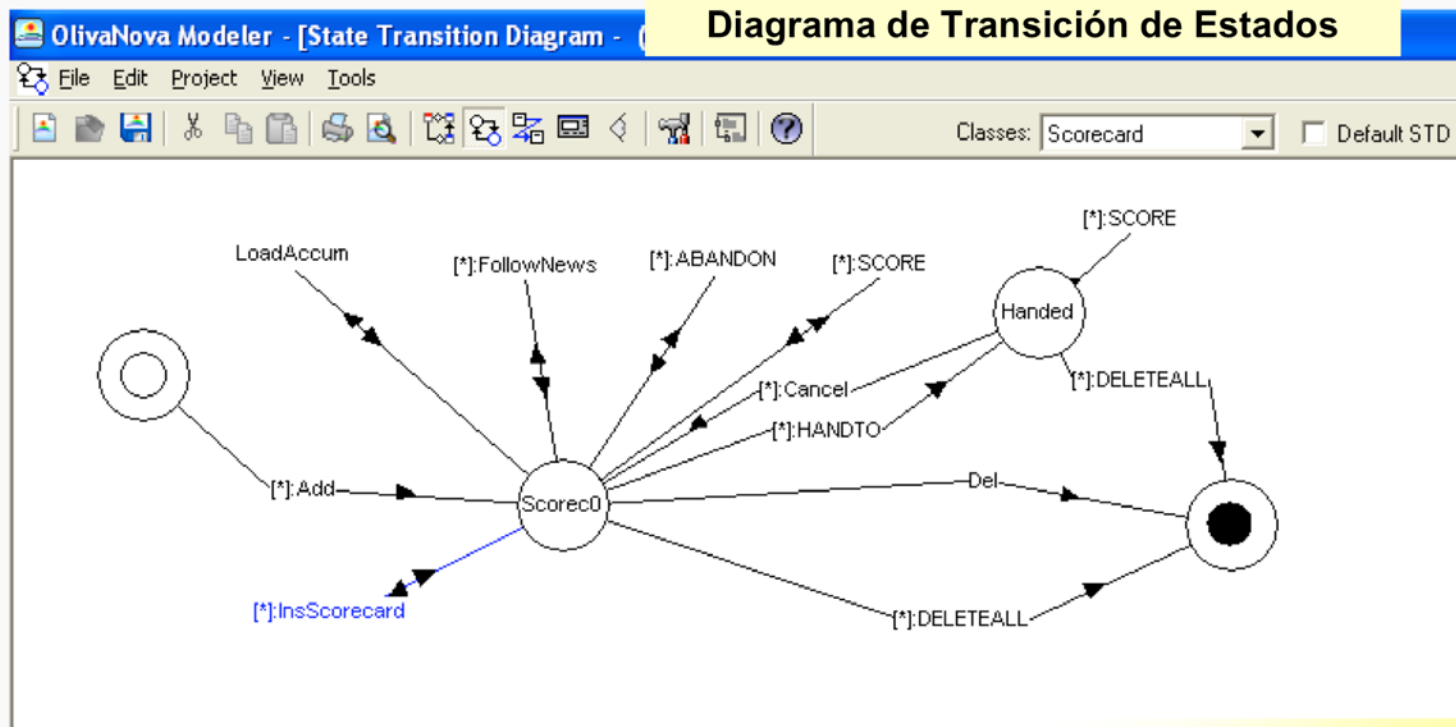 Diagrama de Transición de Estados
OlivaNova Modeler - [State Transition Diagram - (
File Edit Project View Tools
Classes: Scorecard Default STD
[*]:SCORE
LoadAccum
[*]:FollowNews
[*]:ABANDON
[*]:SCORE
Handed
[*]:Cancel
[*]:DELETEALL
[*]:HANDTO
[*]:Add
Del
Scorec0
[*]:InsScorecard
[*]:DELETEALL